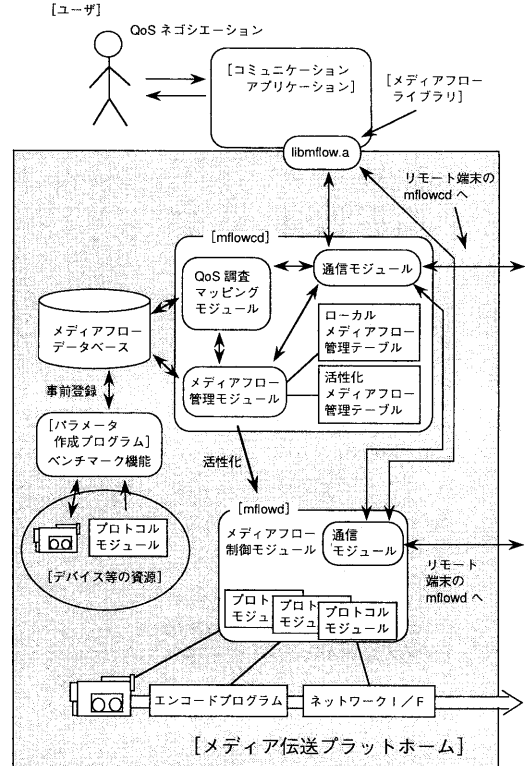 [ユーザ]
QoS ネゴシエーション
[コミュニケーション
アプリケーション]
[メディアフロー
ライブラリ]
libmflow.a
リモート端末の
mflowcd へ
[mflowcd]
QoS 調査
マッピング
モジュール
通信モジュール
メディアフロー
データベース
ローカル
メディアフロー
管理テーブル
メディアフロー
管理モジュール
活性化
メディアフロー
管理テーブル
事前登録
[パラメータ
作成プログラム]
ベンチマーク機能
活性化
[mflowd]
メディアフロー
制御モジュール
通信
モジュール
プロトコル
モジュール
[デバイス等の資源]
リモート
端末の
mflowd へ
プロトコ
モジュ
プロト
モジュ
プロトコル
モジュール
エンコードプログラム
ネットワークI/F
[メディア伝送プラットホーム]